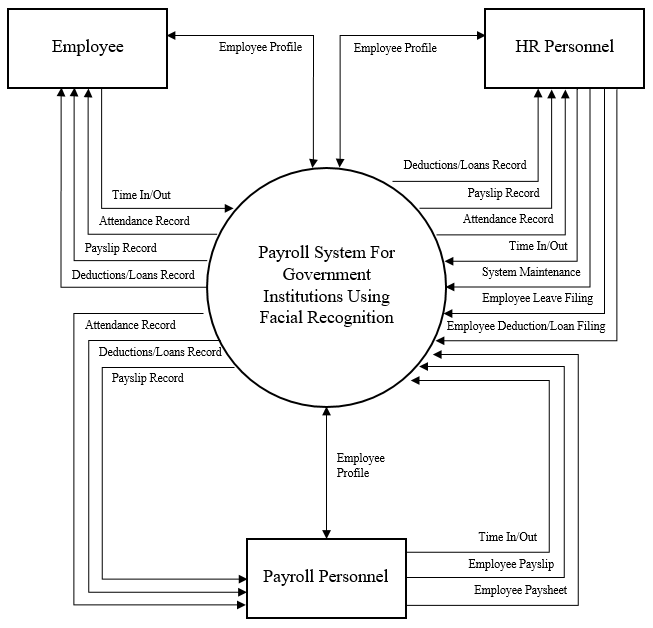 Employee
HR Personnel
Employee Profile
Employee Profile
Deductions/Loans Record
Time In/Out
Payslip Record
Attendance Record
Attendance Record
Payslip Record
Time In/Out
Deductions/Loans Record
System Maintenance
Payroll System For
Government
Institutions Using
Facial Recognition
Employee Leave Filing
Attendance Record
Employee Deduction/Loan Filing
Deductions/Loans Record
Payslip Record
Employee
Profile
Time In/Out
Employee Payslip
Payroll Personnel
Employee Paysheet